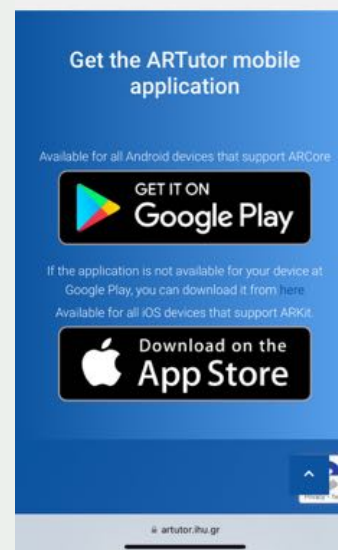 Get the ARTutor mobile
application
Available for all Android devices that support ARCore
GET IT ON
Google Play
If the application is not available for your device at
Google Play, you can download it from here
Available for all iOS devices that support ARKit.
Download on the
App Store
artutor.ihu.gr